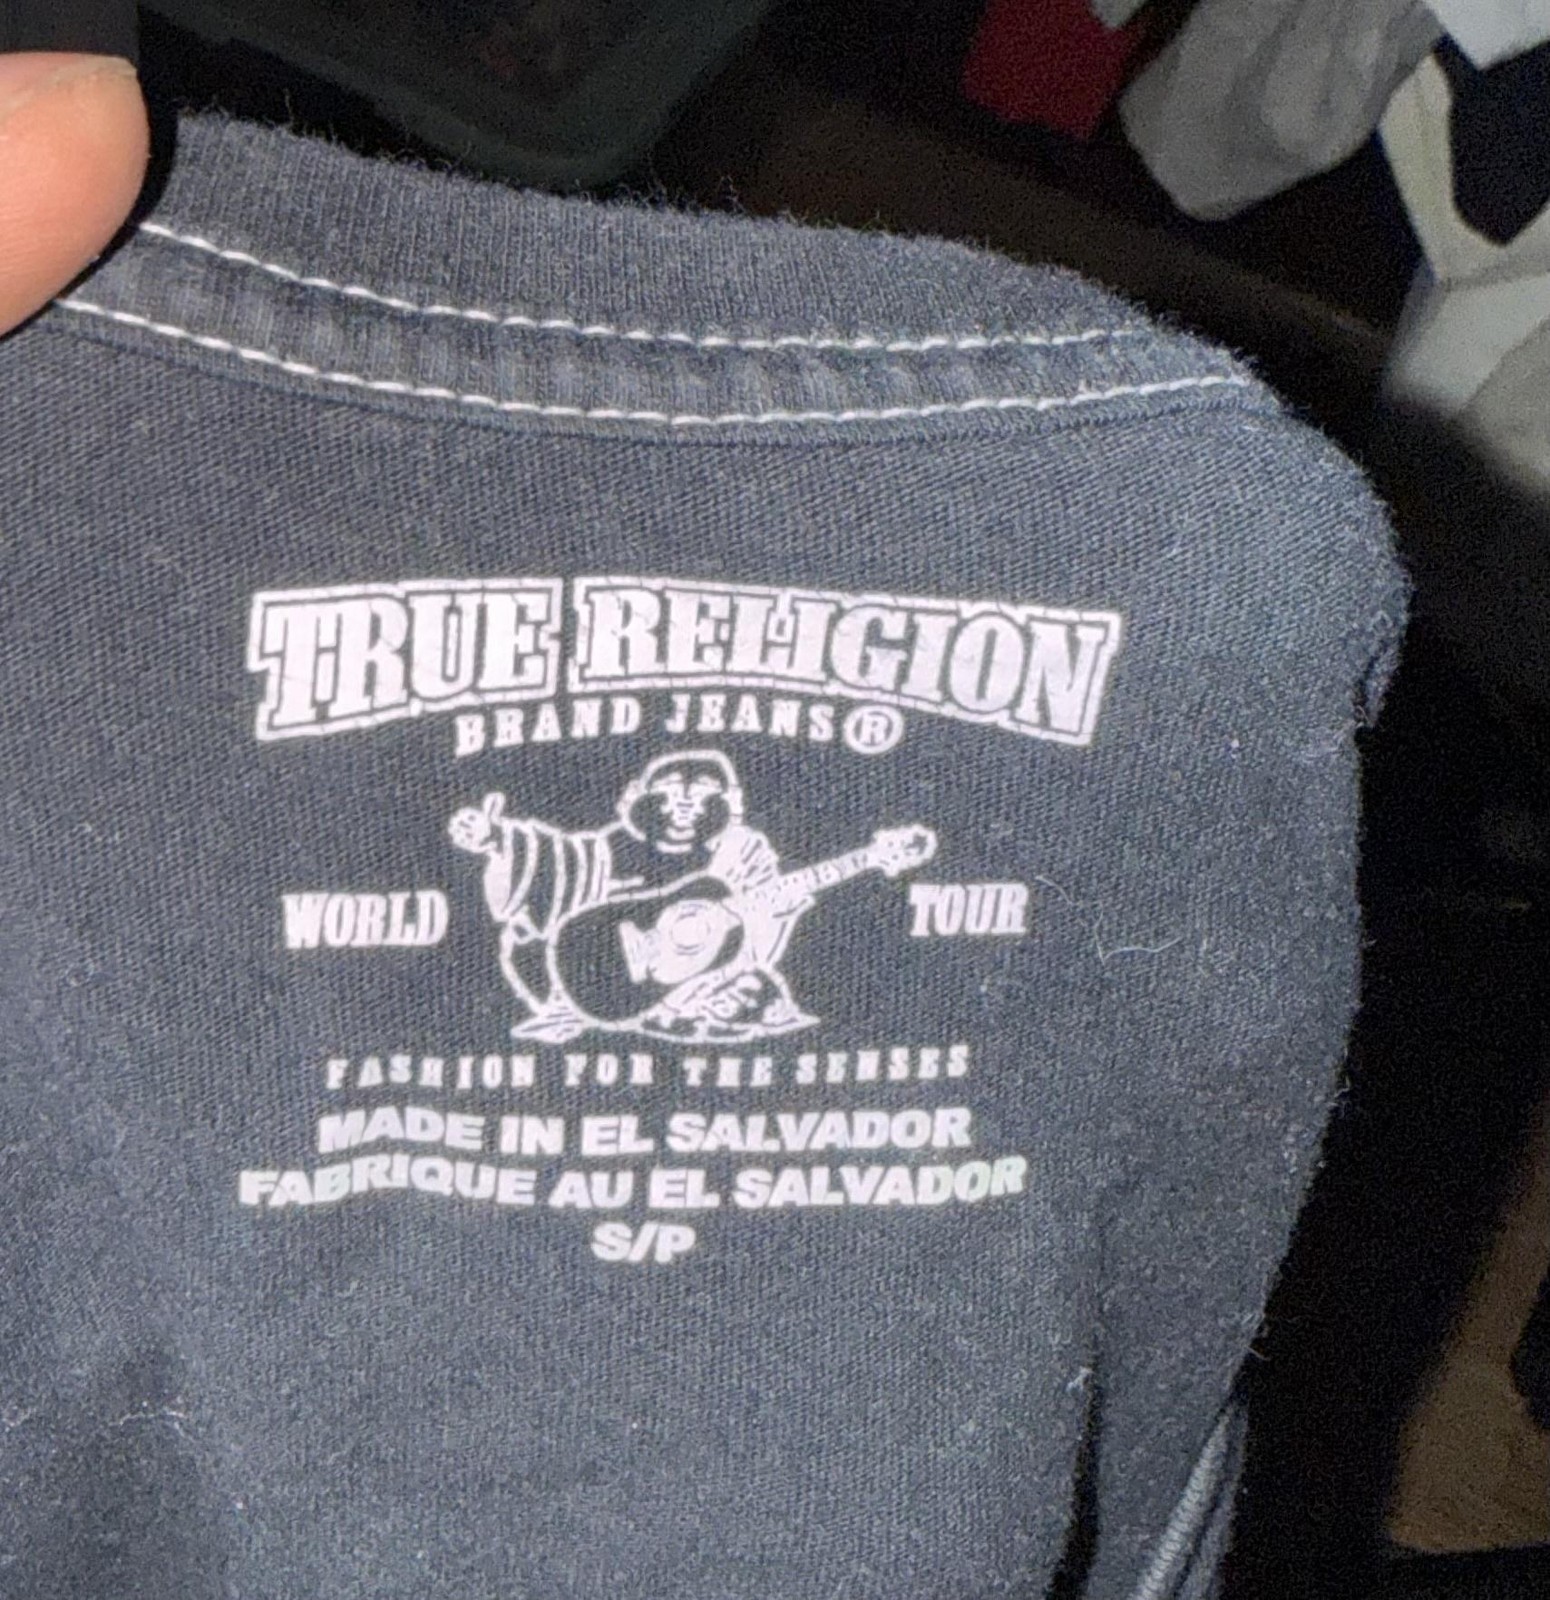 TRUE RELIGION
BRAND JEANS®
WORLD TOUR
FASHION FOR THE SENSES
MADE IN EL SALVADOR
FABRIQUE AU EL SALVADOR
S/P